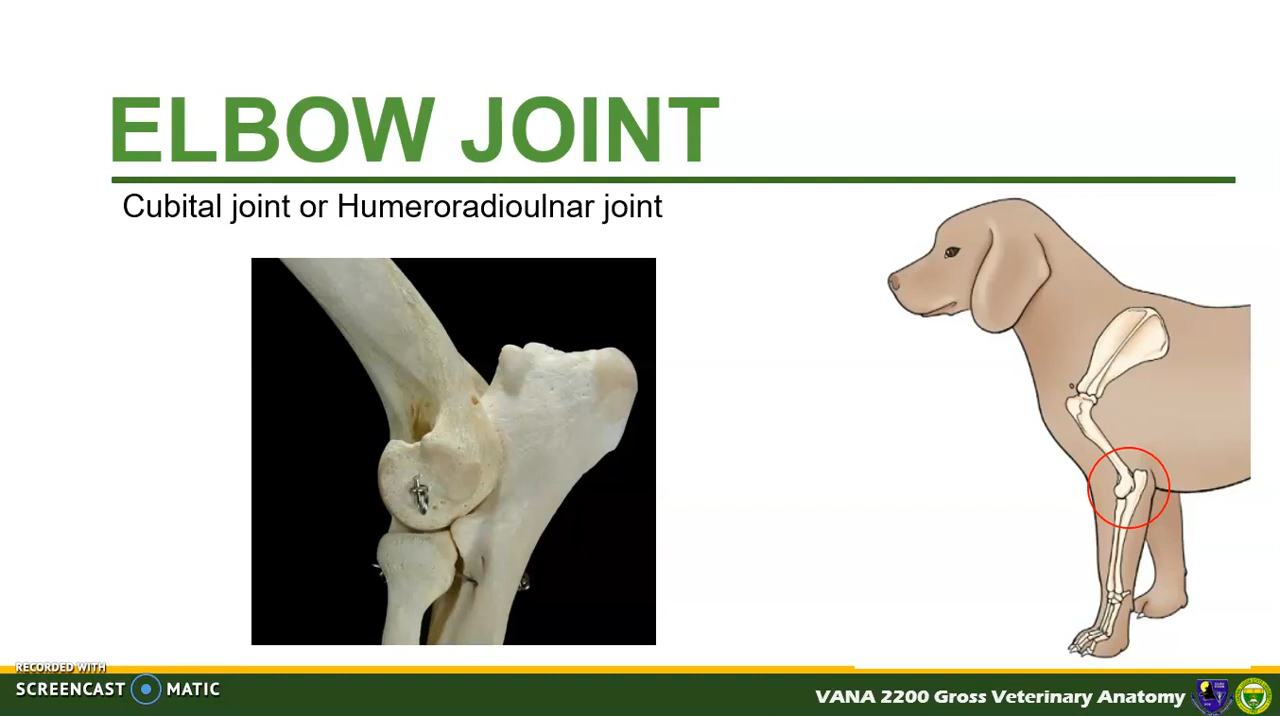 ELBOW JOINT
Cubital joint or Humeroradioulnar joint
RECORDED WITH
SCREENCAST MATIC
VANA 2200 Gross Veterinary Anatomy